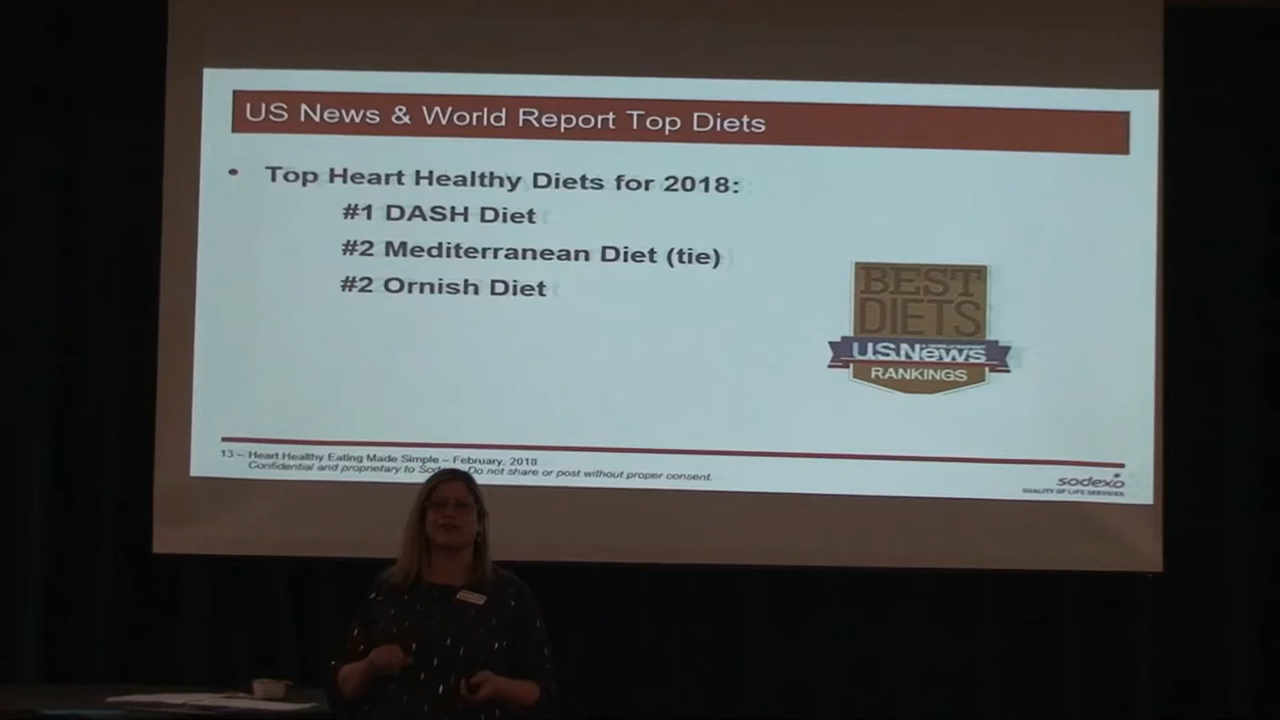 US News & World Report Top Diets
• Top Heart Healthy Diets for 2018:
#1 DASH Diet
#2 Mediterranean Diet (tie)
#2 Ornish Diet
BEST
DIETS
U.S.News
RANKINGS
13 – Heart Healthy Eating Made Simple – February, 2018
Confidential and proprietary to Do not share or post without proper consent.
sodexo
QUALITY OF LIFE SERVICES